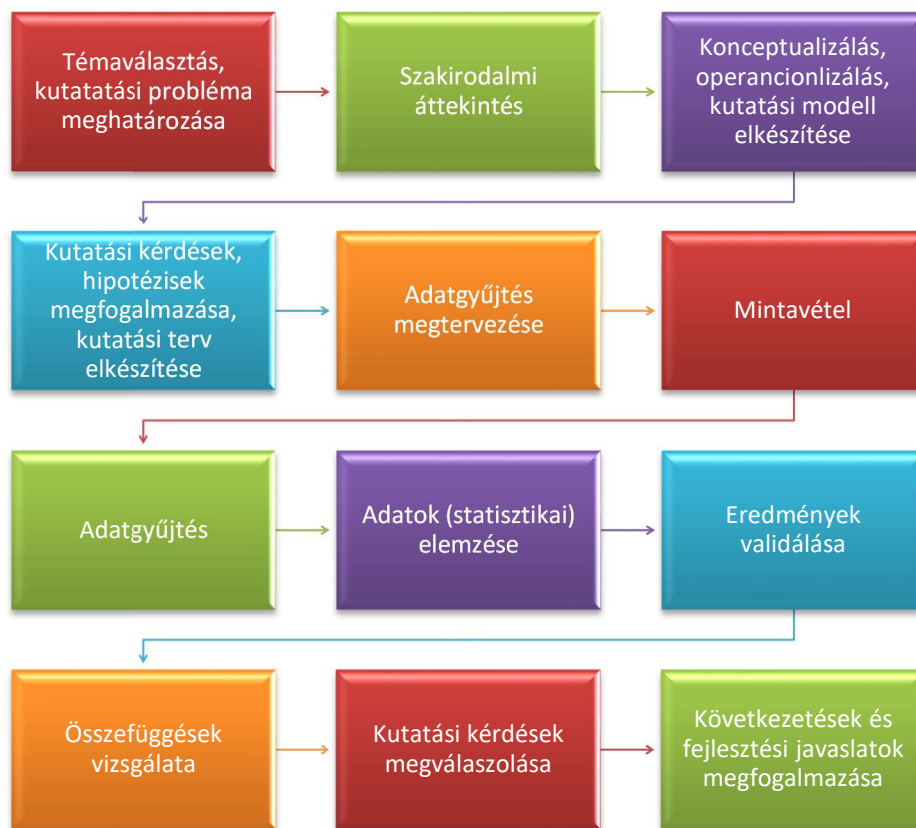 Témaválasztás,
kutatatási probléma
meghatározása
Szakirodalmi
áttekintés
Konceptualizálás,
operancionlizálás,
kutatási modell
elkészítése
Kutatási kérdések,
hipotézisek
megfogalmazása,
kutatási terv
elkészítése
Adatgyűjtés
megtervezése
Mintavétel
Adatgyűjtés
Adatok (statisztikai)
elemzése
Eredmények
validálása
Összefüggések
vizsgálata
Kutatási kérdések
megválaszolása
Következetések és
fejlesztési javaslatok
megfogalmazása